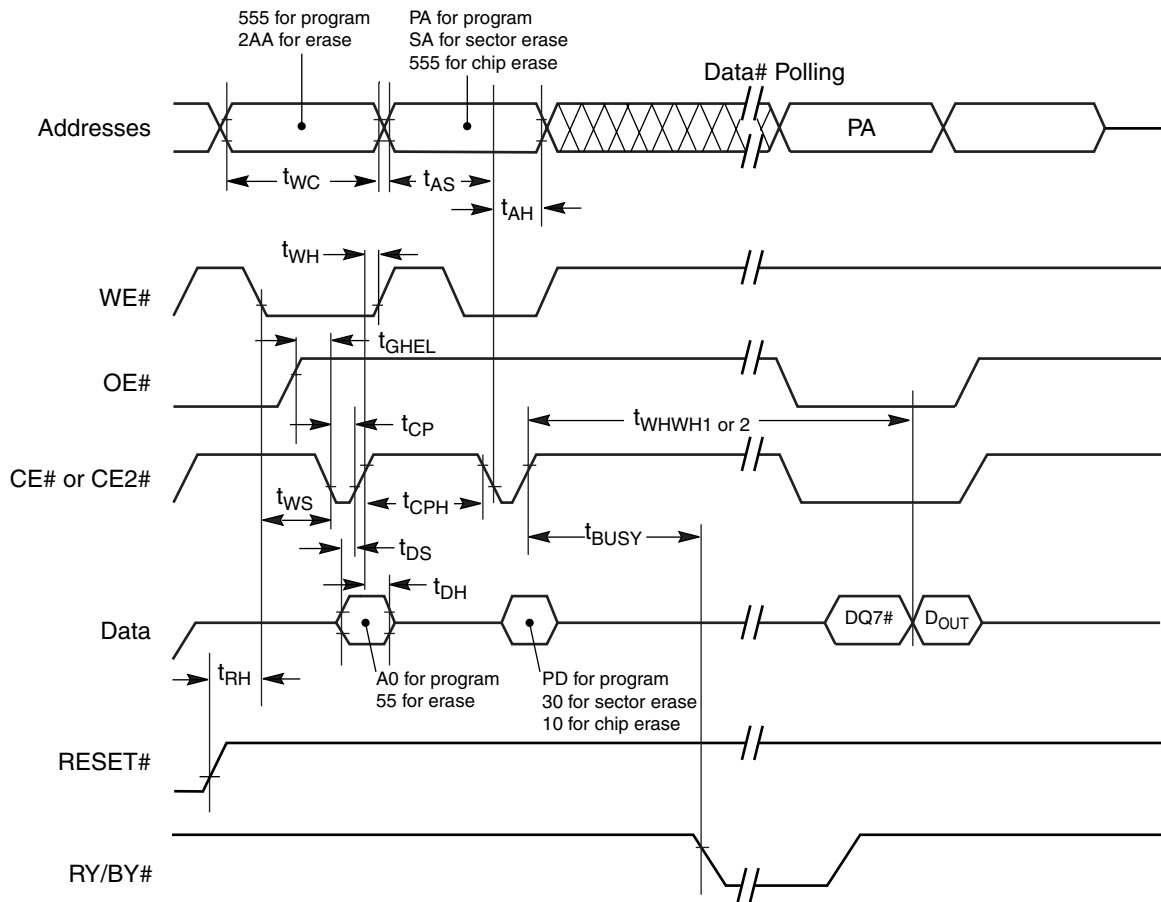 555 for program
2AA for erase
PA for program
SA for sector erase
555 for chip erase
Data# Polling
Addresses
PA
tWC
tAS
tAH
tWH
WE#
tGHEL
OE#
tCP
tWHWH1 or 2
CE# or CE2#
tWS
tCPH
tBUSY
tDS
tDH
Data
DQ7#
DOUT
tRH
A0 for program
55 for erase
PD for program
30 for sector erase
10 for chip erase
RESET#
RY/BY#